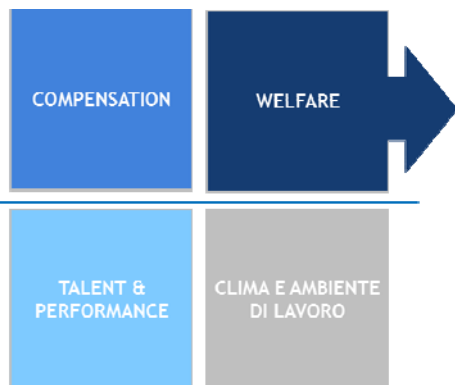 COMPENSATION
WELFARE
TALENT &
PERFORMANCE
CLIMA E AMBIENTE
DI LAVORO